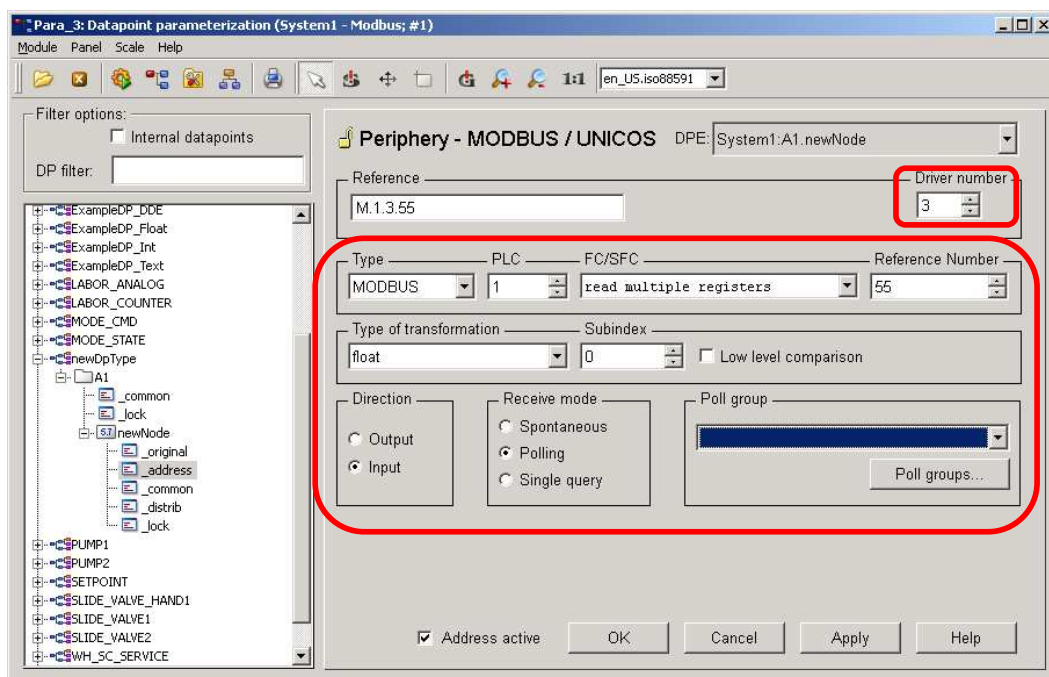 Para_3: Datapoint parameterization (System1 - Modbus; #1)
Module Panel Scale Help
1:1 en_US.iso88591
Filter options:
Internal datapoints
DP filter:
ExampleDP_DDE
ExampleDP_Float
ExampleDP_Int
ExampleDP_Text
LABOR_ANALOG
LABOR_COUNTER
MODE_CMD
MODE_STATE
newDpType
A1
_common
_lock
newNode
_original
_address
_common
_distrib
_lock
PUMP1
PUMP2
SETPOINT
SLIDE_VALVE_HAND1
SLIDE_VALVE1
SLIDE_VALVE2
WH_SC_SERVICE
Periphery - MODBUS / UNICOS DPE: System1:A1.newNode
Reference Driver number
M.1.3.55 3
Type PLC FC/SFC Reference Number
MODBUS 1 read multiple registers 55
Type of transformation Subindex
float 0 Low level comparison
Direction Receive mode Poll group
Output Spontaneous
Input Polling
Single query
Poll groups...
Address active OK Cancel Apply Help